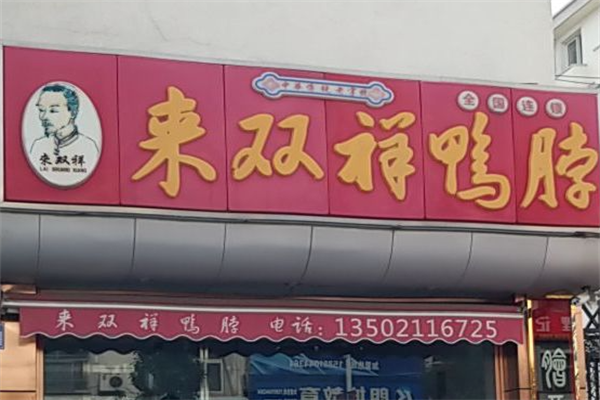 中华传统老字号
全国连锁
来双祥鸭脖
来双祥
LAI SHUANG XIANG
来双祥鸭脖 电话:13502116725